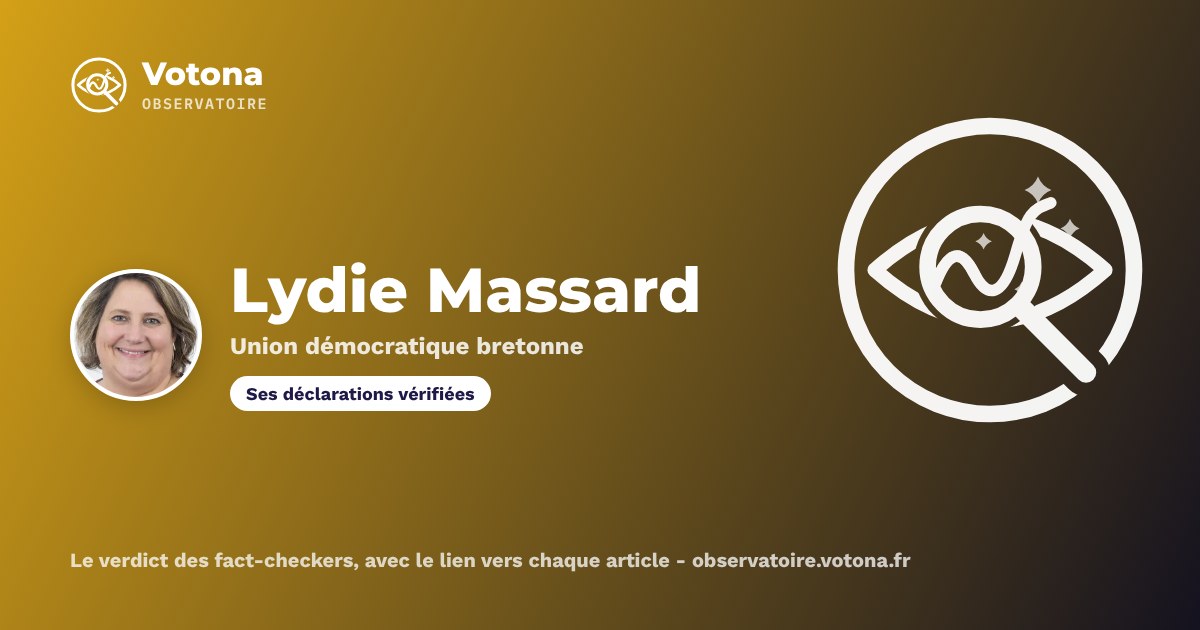 Votona
OBSERVATOIRE
Lydie Massard
Union démocratique bretonne
Ses déclarations vérifiées
Le verdict des fact-checkers, avec le lien vers chaque article - observatoire.votona.fr